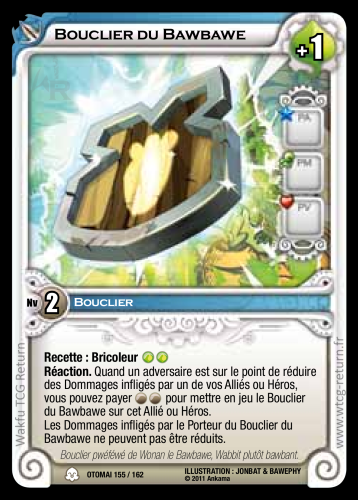 BOUCLIER DU BAWBAWE
+1
PA
PM
PV
Nv 2 BOUCLIER
Recette : Bricoleur
Réaction. Quand un adversaire est sur le point de réduire
des Dommages infligés par un de vos Alliés ou Héros,
vous pouvez payer pour mettre en jeu le Bouclier
du Bawbawe sur cet Allié ou Héros.
Les Dommages infligés par le Porteur du Bouclier du
Bawbawe ne peuvent pas être réduits.
Bouclier pwéféwé de Wonan le Bawbawe, Wabbit plutôt bawbant.
OTOMAI 155 / 162
ILLUSTRATION : JONBAT & BAWEPHY
© 2011 Ankama
Wakfu TCG Return
www.wtcg-return.fr